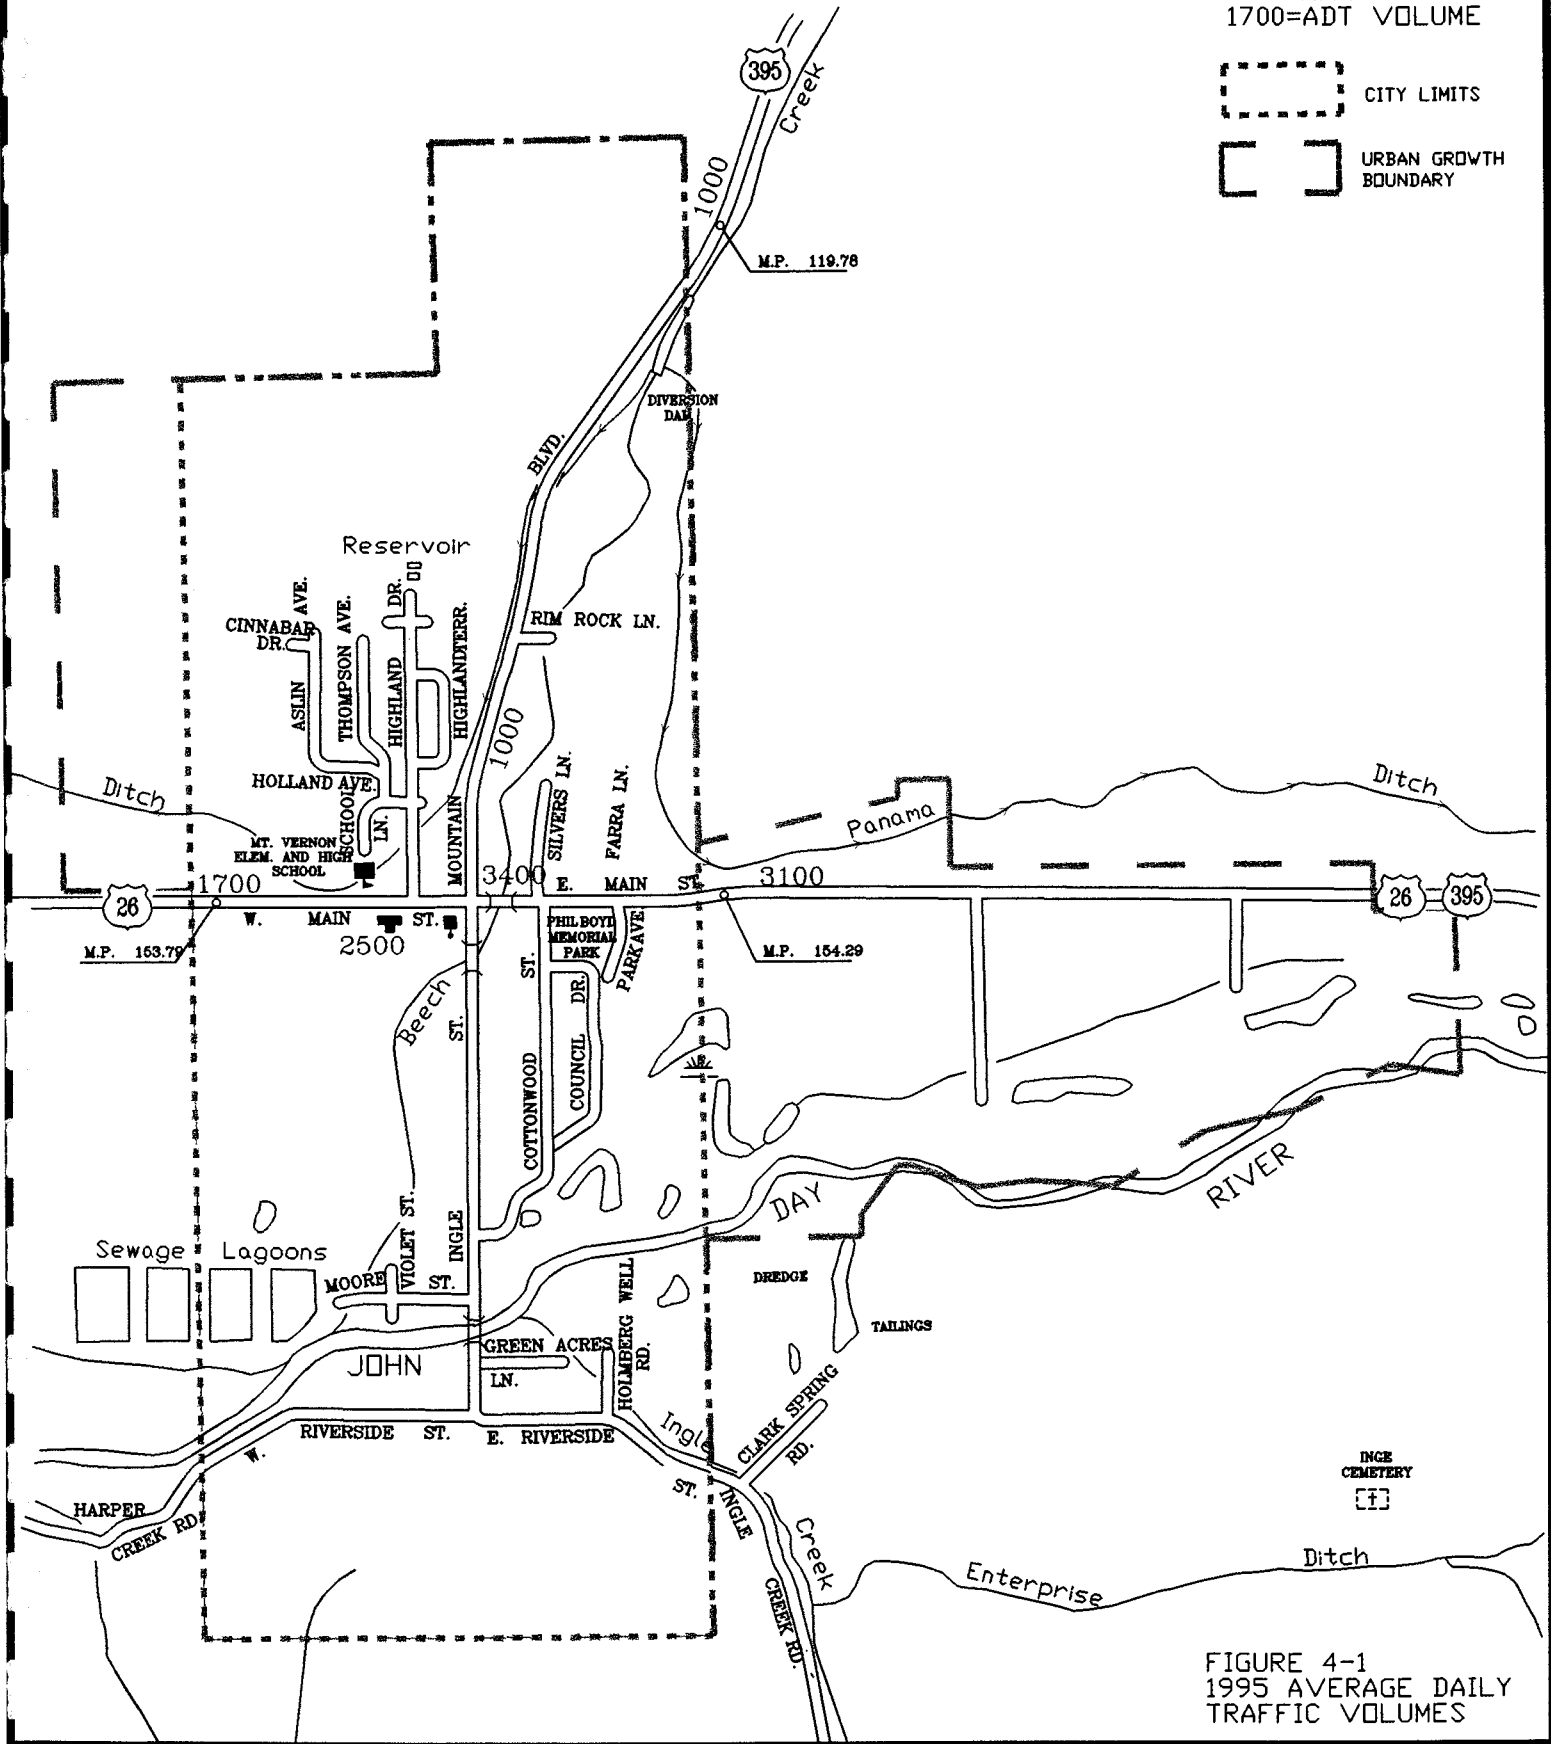 1700=ADT VOLUME
CITY LIMITS
URBAN GROWTH
BOUNDARY
395
Creek
1000
M.P. 119.78
DIVERSION
DAM
BLVD.
Reservoir
CINNABAR
DR.
ASLIN AVE.
THOMPSON AVE.
HIGHLAND DR.
HIGHLAND TERR.
RIM ROCK LN.
1000
HOLLAND AVE.
SCHOOL
LN.
MOUNTAIN
SILVERS LN.
FARRA LN.
Ditch
MT. VERNON
ELEM. AND HIGH
SCHOOL
Panama
Ditch
26
1700
3400
3100
26
395
W. MAIN ST.
E. MAIN ST.
2500
M.P. 153.79
M.P. 154.29
PHIL BOYD
MEMORIAL
PARK
PARK AVE.
Beech
INGLE ST.
COTTONWOOD ST.
COUNCIL DR.
Sewage Lagoons
VIOLET ST.
MOORE ST.
JOHN
DAY
RIVER
GREEN ACRES
LN.
HOLMBERG WELL
RD.
DREDGE
TAILINGS
CLARK SPRING
RD.
W. RIVERSIDE ST.
E. RIVERSIDE
ST.
Ingle
Creek
INGLE
CREEK RD.
HARPER
CREEK RD.
INGE
CEMETERY
Enterprise
Ditch
FIGURE 4-1
1995 AVERAGE DAILY
TRAFFIC VOLUMES